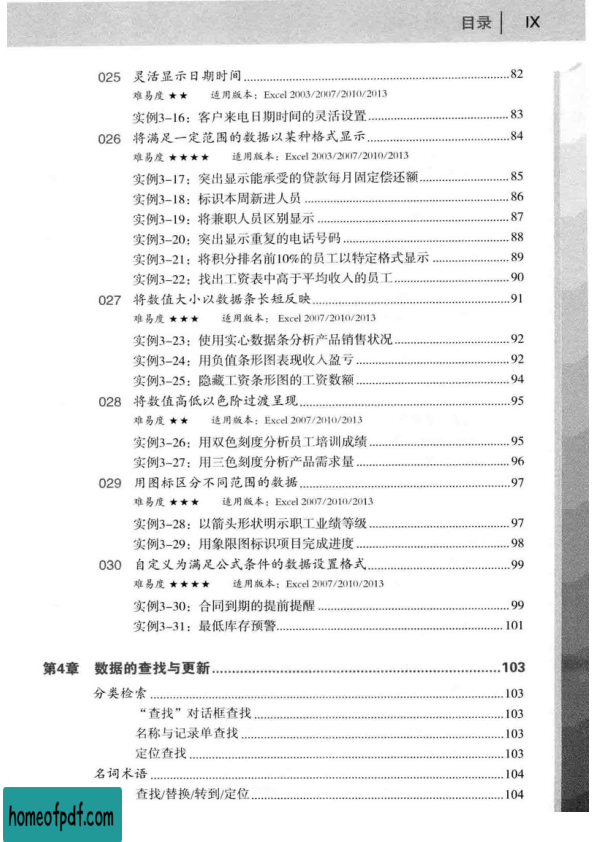 目录 IX
025 灵活显示日期时间 82
难易度 ★★ 适用版本：Excel 2003/2007/2010/2013
实例3-16：客户来电日期时间的灵活设置 83
026 将满足一定范围的数据以某种格式显示 84
难易度 ★★★★ 适用版本：Excel 2003/2007/2010/2013
实例3-17：突出显示能承受的贷款每月固定偿还额 85
实例3-18：标识本周新进人员 86
实例3-19：将兼职人员区别显示 87
实例3-20：突出显示重复的电话号码 88
实例3-21：将积分排名前10%的员工以特定格式显示 89
实例3-22：找出工资表中高于平均收入的员工 90
027 将数值大小以数据条长短反映 91
难易度 ★★★ 适用版本：Excel 2007/2010/2013
实例3-23：使用实心数据条分析产品销售状况 92
实例3-24：用负值条形图表现收入盈亏 92
实例3-25：隐藏工资条形图的工资数额 94
028 将数值高低以色阶过渡呈现 95
难易度 ★★ 适用版本：Excel 2007/2010/2013
实例3-26：用双色刻度分析员工培训成绩 95
实例3-27：用三色刻度分析产品需求量 96
029 用图标区分不同范围的数据 97
难易度 ★★★ 适用版本：Excel 2007/2010/2013
实例3-28：以箭头形状明示职工业绩等级 97
实例3-29：用象限图标识项目完成进度 98
030 自定义为满足公式条件的数据设置格式 99
难易度 ★★★★ 适用版本：Excel 2007/2010/2013
实例3-30：合同到期的提前提醒 99
实例3-31：最低库存预警 101
第4章 数据的查找与更新 103
分类检索 103
“查找”对话框查找 103
名称与记录单查找 103
定位查找 103
名词术语 104
查找/替换/转到/定位 104
homeofpdf.com